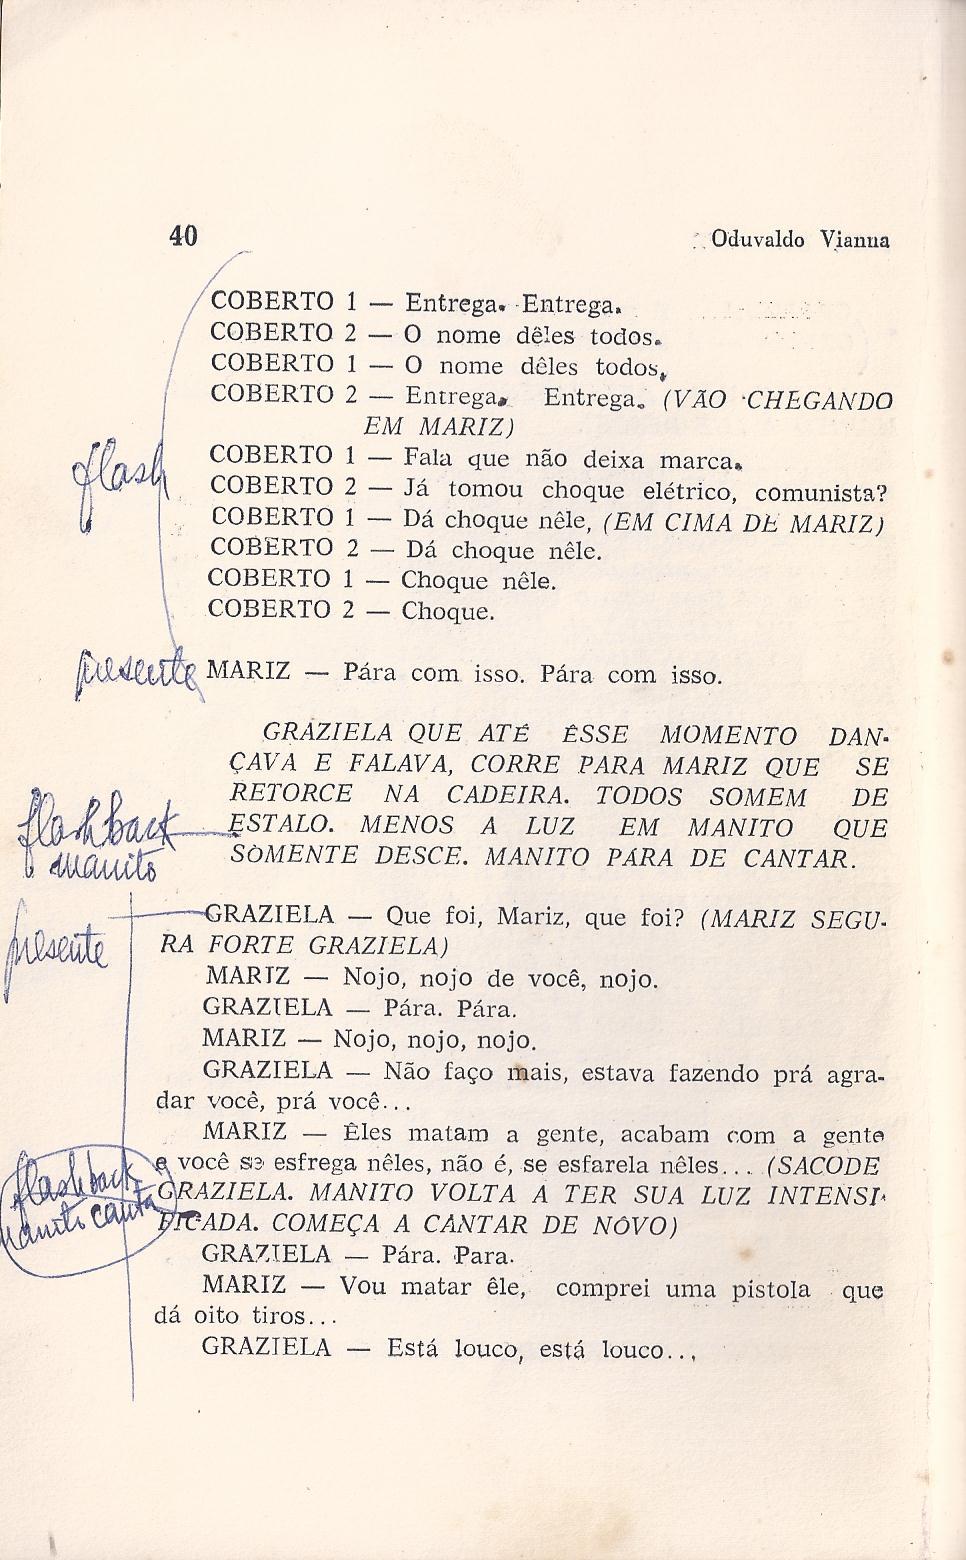 40 Oduvaldo Vianna
COBERTO 1 — Entrega. Entrega.
COBERTO 2 — O nome dêles todos.
COBERTO 1 — O nome dêles todos,
COBERTO 2 — Entrega. Entrega. (VÃO CHEGANDO
EM MARIZ)
COBERTO 1 — Fala que não deixa marca.
flash
COBERTO 2 — Já tomou choque elétrico, comunista?
COBERTO 1 — Dá choque nêle, (EM CIMA DE MARIZ)
COBERTO 2 — Dá choque nêle.
COBERTO 1 — Choque nêle.
COBERTO 2 — Choque.
presente MARIZ — Pára com isso. Pára com isso.
GRAZIELA QUE ATÉ ÊSSE MOMENTO DAN-
ÇAVA E FALAVA, CORRE PARA MARIZ QUE SE
RETORCE NA CADEIRA. TODOS SOMEM DE
flashback ESTALO. MENOS A LUZ EM MANITO QUE
manito SÒMENTE DESCE. MANITO PÁRA DE CANTAR.
GRAZIELA — Que foi, Mariz, que foi? (MARIZ SEGU-
presente RA FORTE GRAZIELA)
MARIZ — Nojo, nojo de você, nojo.
GRAZIELA — Pára. Pára.
MARIZ — Nojo, nojo, nojo.
GRAZIELA — Não faço mais, estava fazendo prá agra-
dar você, prá você...
MARIZ — Êles matam a gente, acabam com a gente
e você se esfrega nêles, não é, se esfarela nêles... (SACODE
flashback GRAZIELA. MANITO VOLTA A TER SUA LUZ INTENSI-
manito canta FICADA. COMEÇA A CANTAR DE NÔVO)
GRAZIELA — Pára. Para.
MARIZ — Vou matar êle, comprei uma pistola que
dá oito tiros...
GRAZIELA — Está louco, está louco...